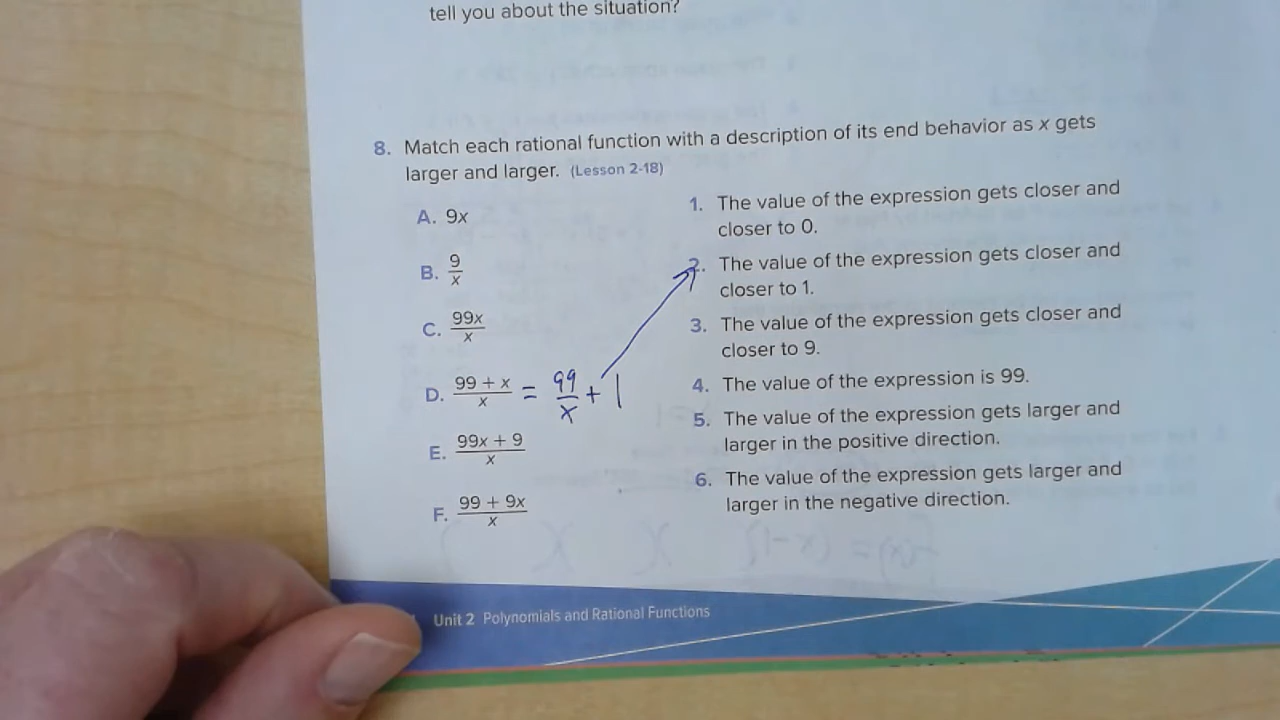 tell you about the situation?
8. Match each rational function with a description of its end behavior as x gets
larger and larger. (Lesson 2-18)
A. 9x
B. 9/x
C. 99x/x
D. (99 + x)/x = 99/x + 1
E. (99x + 9)/x
F. (99 + 9x)/x
1. The value of the expression gets closer and
closer to 0.
2. The value of the expression gets closer and
closer to 1.
3. The value of the expression gets closer and
closer to 9.
4. The value of the expression is 99.
5. The value of the expression gets larger and
larger in the positive direction.
6. The value of the expression gets larger and
larger in the negative direction.
Unit 2 Polynomials and Rational Functions